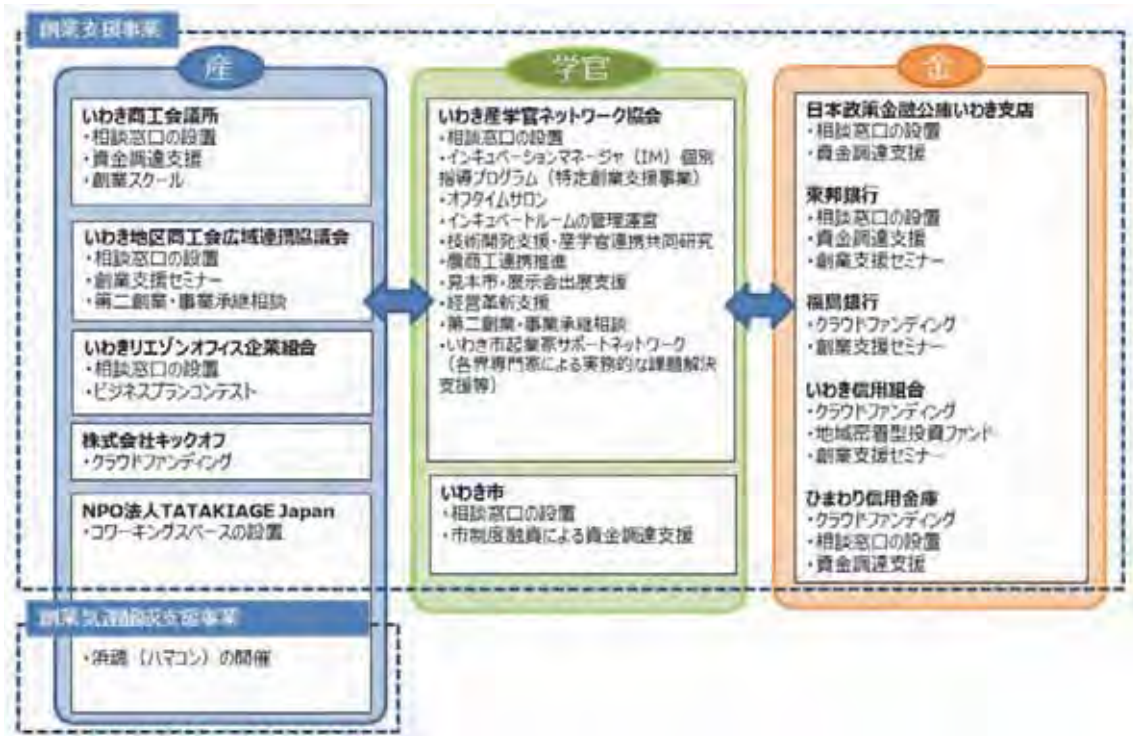 創業支援事業
産
いわき商工会議所
・相談窓口の設置
・資金調達支援
・創業スクール
いわき地区商工会広域連携協議会
・相談窓口の設置
・創業支援セミナー
・第二創業・事業承継相談
いわきリエゾンオフィス企業組合
・相談窓口の設置
・ビジネスプランコンテスト
株式会社キックオフ
・クラウドファンディング
NPO法人TATAKIAGE Japan
・コワーキングスペースの設置
創業気運醸成支援事業
・浜魂（ハマコン）の開催
学官
いわき産学官ネットワーク協会
・相談窓口の設置
・インキュベーションマネージャ（IM）個別
指導プログラム（特定創業支援事業）
・オフタイムサロン
・インキュベートルームの管理運営
・技術開発支援・産学官連携共同研究
・農商工連携推進
・見本市・展示会出展支援
・経営革新支援
・第二創業・事業承継相談
・いわき市起業家サポートネットワーク
（各界専門家による実務的な課題解決
支援等）
いわき市
・相談窓口の設置
・市制度融資による資金調達支援
金
日本政策金融公庫いわき支店
・相談窓口の設置
・資金調達支援
東邦銀行
・相談窓口の設置
・資金調達支援
・創業支援セミナー
福島銀行
・クラウドファンディング
・創業支援セミナー
いわき信用組合
・クラウドファンディング
・地域密着型投資ファンド
・創業支援セミナー
ひまわり信用金庫
・クラウドファンディング
・相談窓口の設置
・資金調達支援